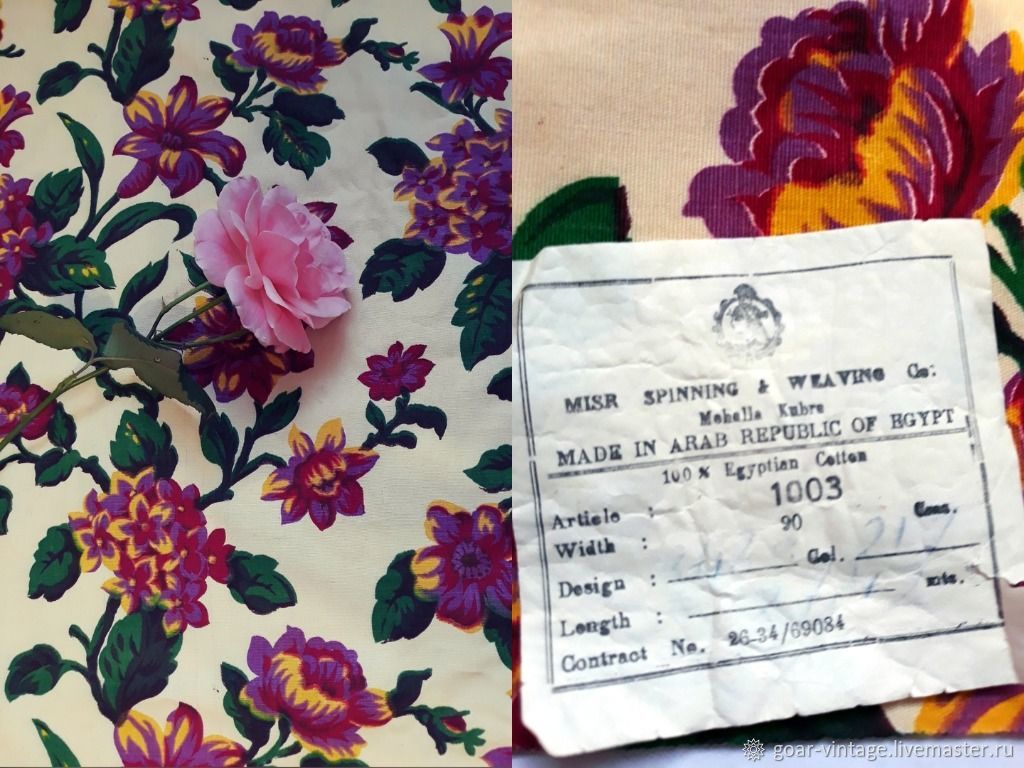 MISR SPINNING & WEAVING Co:
Mehalla Kubra
MADE IN ARAB REPUBLIC OF EGYPT
100% Egyptian Cotton
Article : 1003
Width : 90 Cms.
Design : Col. 217
Length : mts.
Contract No. 26-34/69084
goar-vintage.livemaster.ru